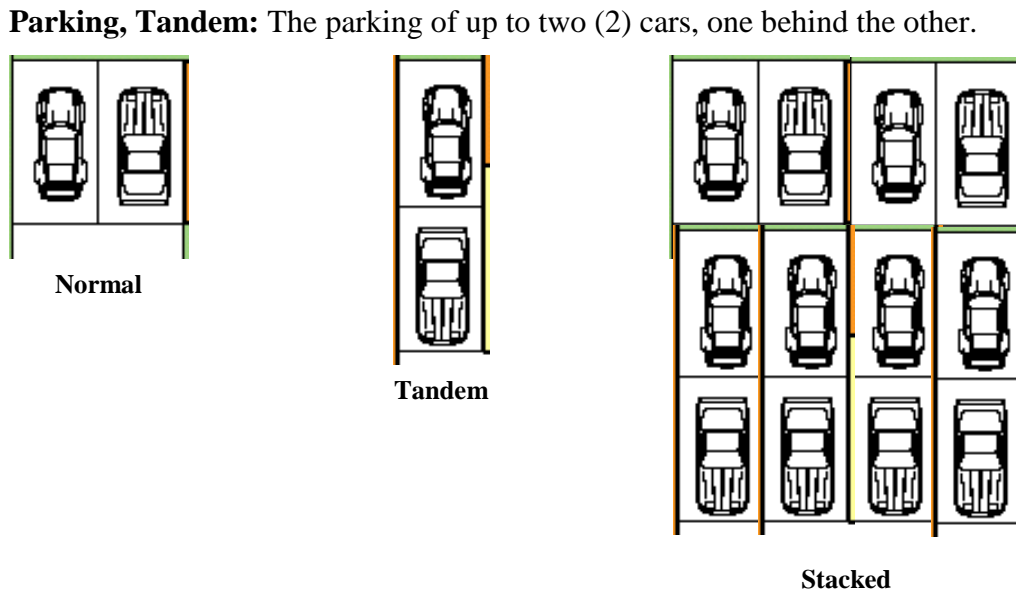 Parking, Tandem: The parking of up to two (2) cars, one behind the other.
Normal
Tandem
Stacked